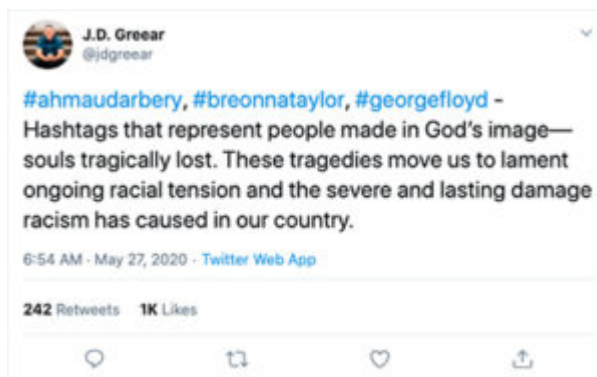 J.D. Greear
@jdgreear
#ahmaudarbery, #breonnataylor, #georgefloyd -
Hashtags that represent people made in God's image—
souls tragically lost. These tragedies move us to lament
ongoing racial tension and the severe and lasting damage
racism has caused in our country.
6:54 AM · May 27, 2020 · Twitter Web App
242 Retweets 1K Likes